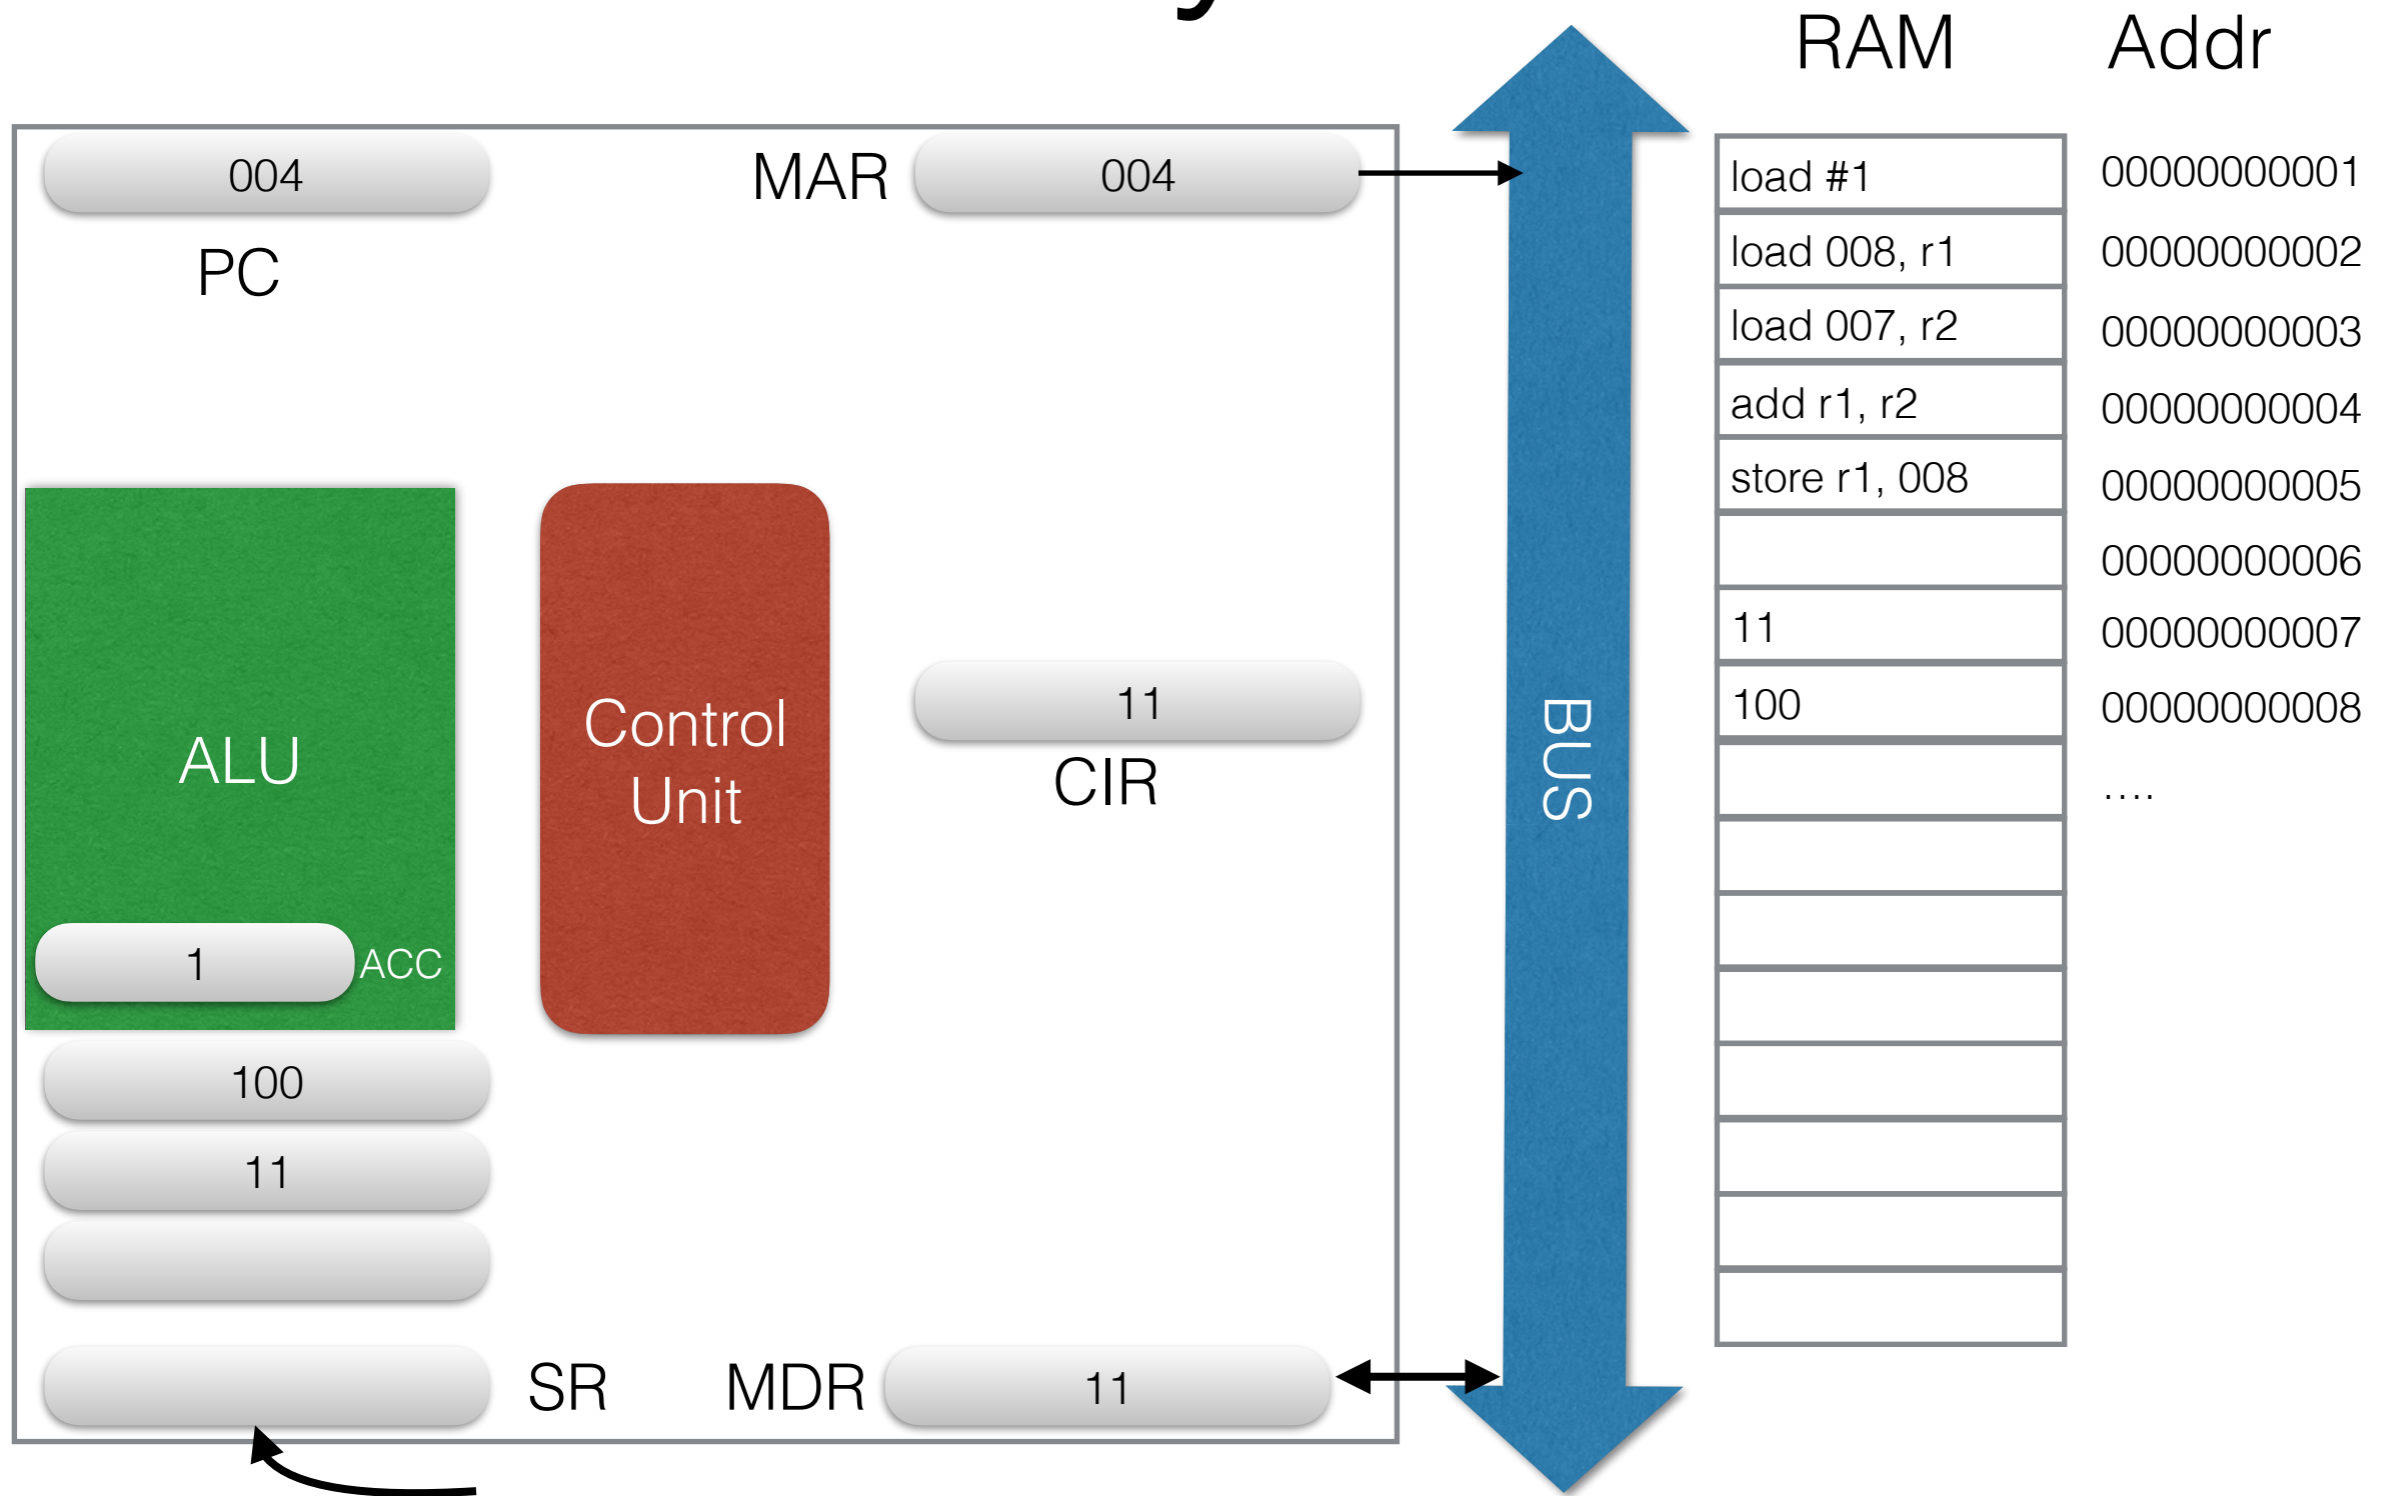 RAM Addr
004 MAR 004
PC
load #1 00000000001
load 008, r1 00000000002
load 007, r2 00000000003
add r1, r2 00000000004
store r1, 008 00000000005
00000000006
11 00000000007
100 00000000008
....
ALU
Control
Unit
11
CIR
BUS
1 ACC
100
11
SR MDR 11